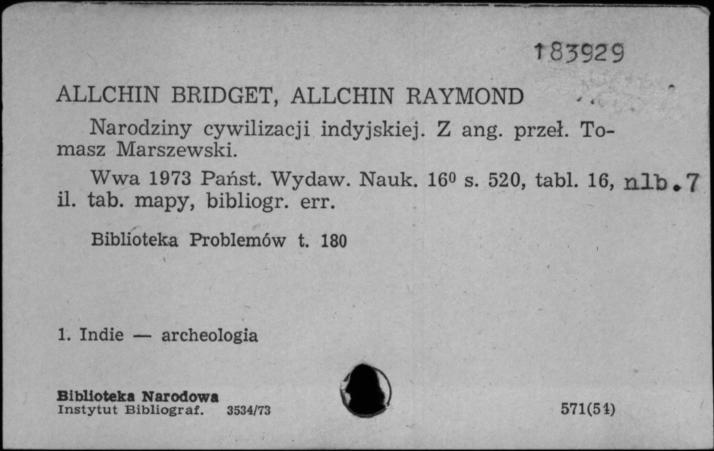 183929
ALLCHIN BRIDGET, ALLCHIN RAYMOND
Narodziny cywilizacji indyjskiej. Z ang. przeł. To-
masz Marszewski.
Wwa 1973 Państ. Wydaw. Nauk. 16⁰ s. 520, tabl. 16, nlb.7
il. tab. mapy, bibliogr. err.
Biblioteka Problemów t. 180
1. Indie — archeologia
Biblioteka Narodowa
Instytut Bibliograf. 3534/73
571(54)